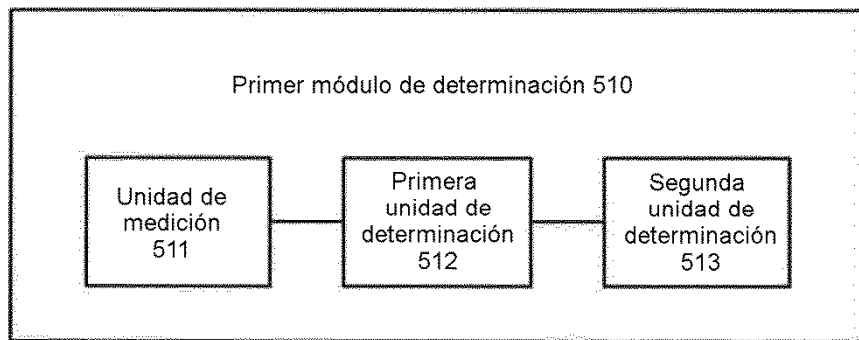 Primer módulo de determinación 510
Unidad de
medición
511
Primera
unidad de
determinación
512
Segunda
unidad de
determinación
513